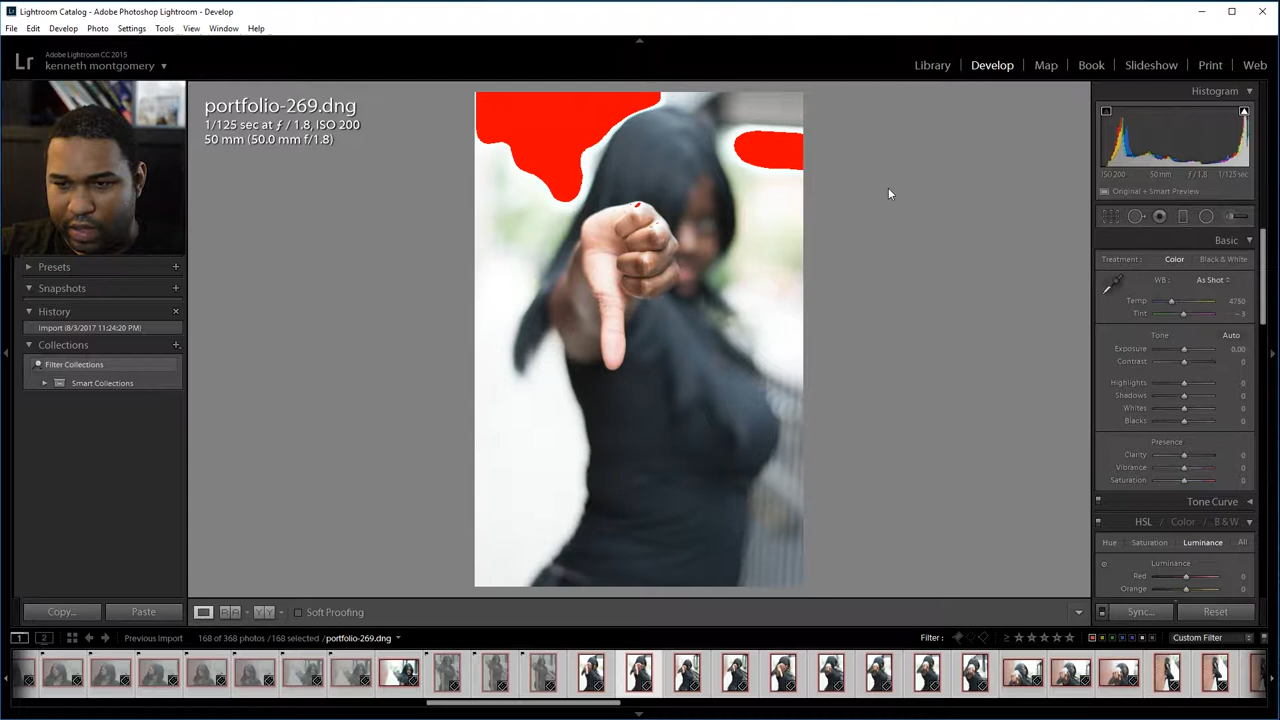 Lightroom Catalog - Adobe Photoshop Lightroom - Develop
File Edit Develop Photo Settings Tools View Window Help
Lr
Adobe Lightroom CC 2015
kenneth montgomery
Library Develop Map Book Slideshow Print Web
portfolio-269.dng
1/125 sec at ƒ / 1.8, ISO 200
50 mm (50.0 mm f/1.8)
Histogram
ISO 200 50 mm ƒ / 1.8 1/125 sec
Original + Smart Preview
Basic
Treatment : Color Black & White
WB : As Shot
Temp 4750
Tint – 3
Tone Auto
Exposure 0.00
Contrast 0
Highlights 0
Shadows 0
Whites 0
Blacks 0
Presence
Clarity 0
Vibrance 0
Saturation 0
Tone Curve
HSL / Color / B & W
Hue Saturation Luminance All
Luminance
Red 0
Orange 0
Presets
Snapshots
History
Import (8/3/2017 11:24:20 PM)
Collections
Filter Collections
Smart Collections
Copy... Paste
Soft Proofing
Sync... Reset
1 2 Previous Import 168 of 368 photos / 168 selected / portfolio-269.dng
Filter : Custom Filter